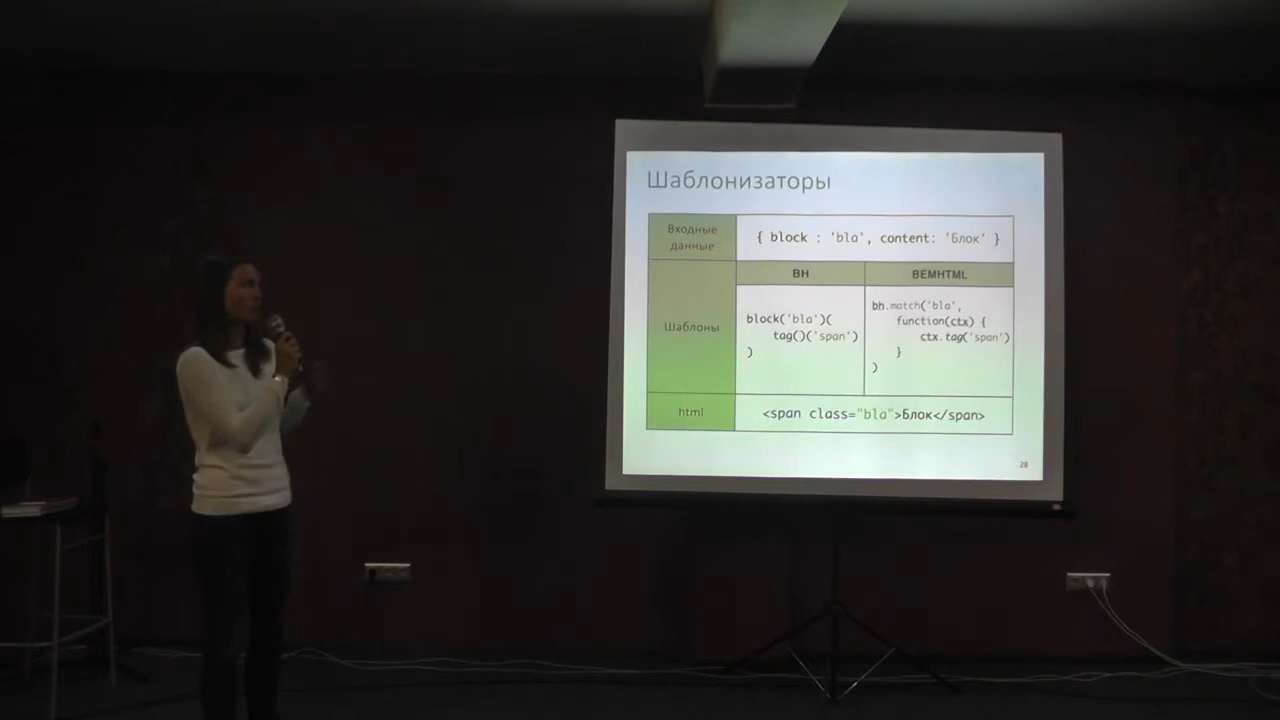 Шаблонизаторы
Входные
данные
{ block : 'bla', content: 'Блок' }
BH
BEMHTML
Шаблоны
block('bla')(
tag()('span')
)
bh.match('bla',
function(ctx) {
ctx.tag('span')
}
)
html
<span class="bla">Блок</span>
28